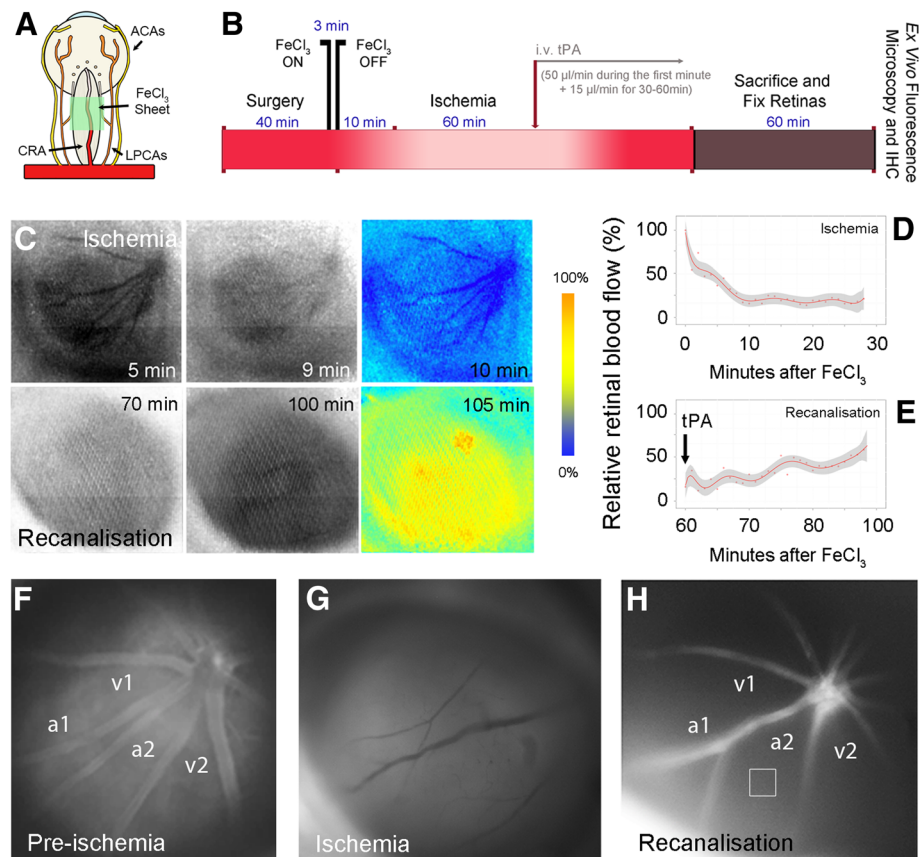 A
ACAs
FeCl3
Sheet
CRA
LPCAs
B
3 min
FeCl3
ON
FeCl3
OFF
i.v. tPA
(50 µl/min during the first minute
+ 15 µl/min for 30-60min)
Surgery
40 min
10 min
Ischemia
60 min
Sacrifice and
Fix Retinas
60 min
Ex Vivo Fluorescence
Microscopy and IHC
C
Ischemia
5 min
9 min
10 min
70 min
100 min
105 min
Recanalisation
100%
0%
Relative retinal blood flow (%)
D
Ischemia
100
50
0
0 10 20 30
Minutes after FeCl3
E
Recanalisation
tPA
100
50
0
60 70 80 90 100
Minutes after FeCl3
F
v1
a1
a2
v2
Pre-ischemia
G
Ischemia
H
v1
a1
a2
v2
Recanalisation